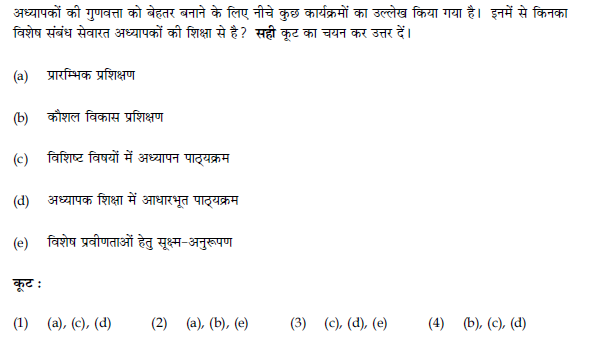 अध्यापकों की गुणवत्ता को बेहतर बनाने के लिए नीचे कुछ कार्यक्रमों का उल्लेख किया गया है। इनमें से किनका
विशेष संबंध सेवारत अध्यापकों की शिक्षा से है? सही कूट का चयन कर उत्तर दें।
(a) प्रारम्भिक प्रशिक्षण
(b) कौशल विकास प्रशिक्षण
(c) विशिष्ट विषयों में अध्यापन पाठ्यक्रम
(d) अध्यापक शिक्षा में आधारभूत पाठ्यक्रम
(e) विशेष प्रवीणताओं हेतु सूक्ष्म-अनुरूपण
कूट :
(1) (a), (c), (d) (2) (a), (b), (e) (3) (c), (d), (e) (4) (b), (c), (d)